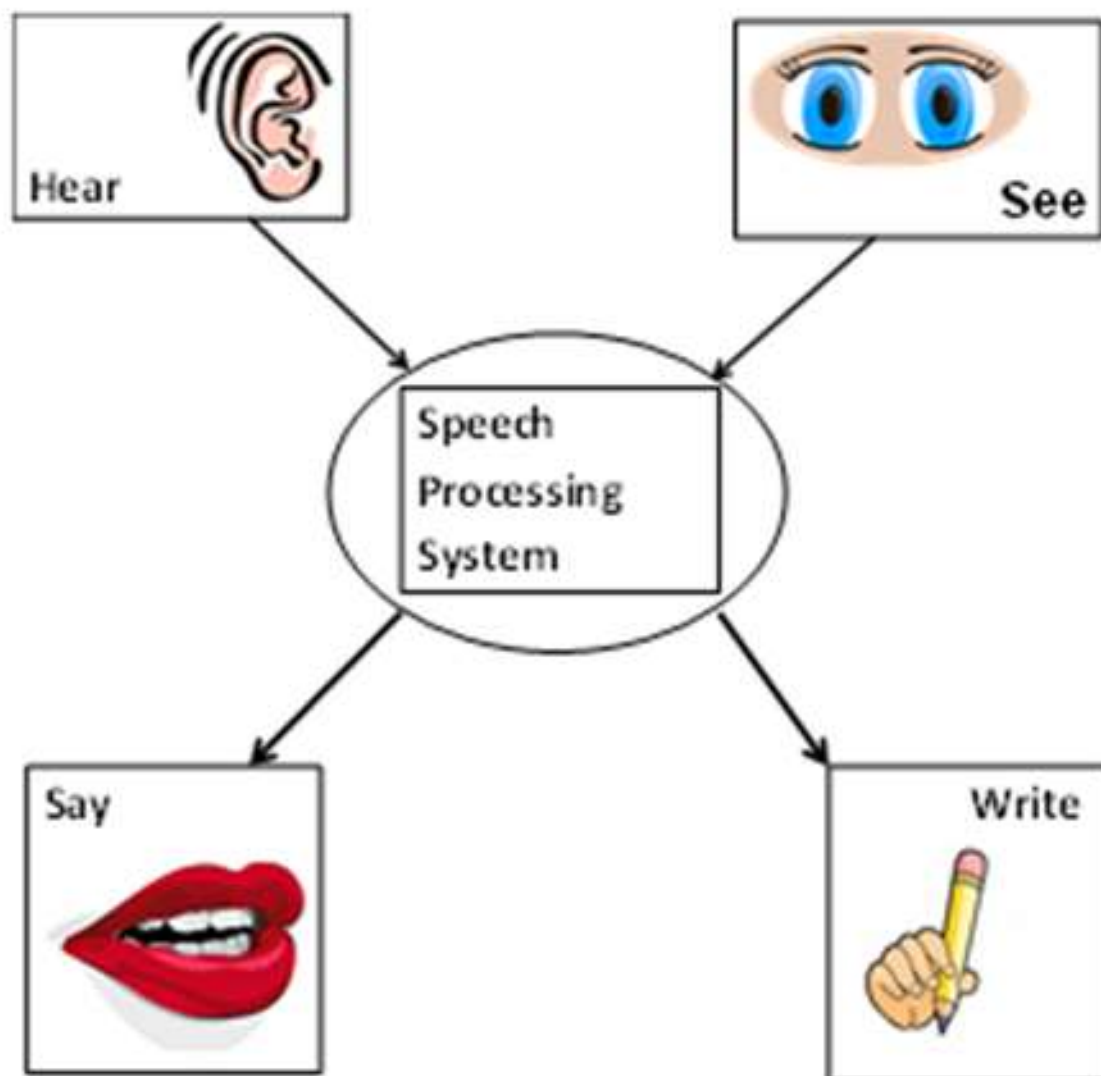 Hear
See
Speech
Processing
System
Say
Write